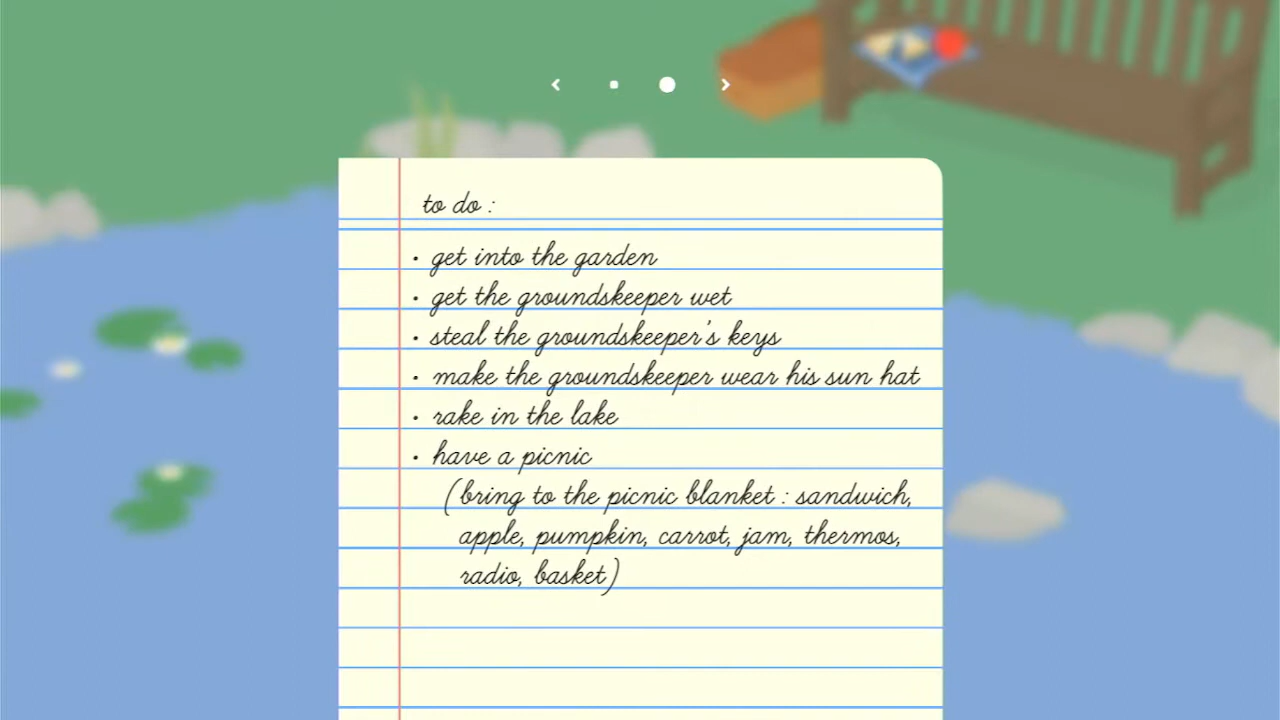 to do :
• get into the garden
• get the groundskeeper wet
• steal the groundskeeper's keys
• make the groundskeeper wear his sun hat
• rake in the lake
• have a picnic
(bring to the picnic blanket : sandwich,
apple, pumpkin, carrot, jam, thermos,
radio, basket)